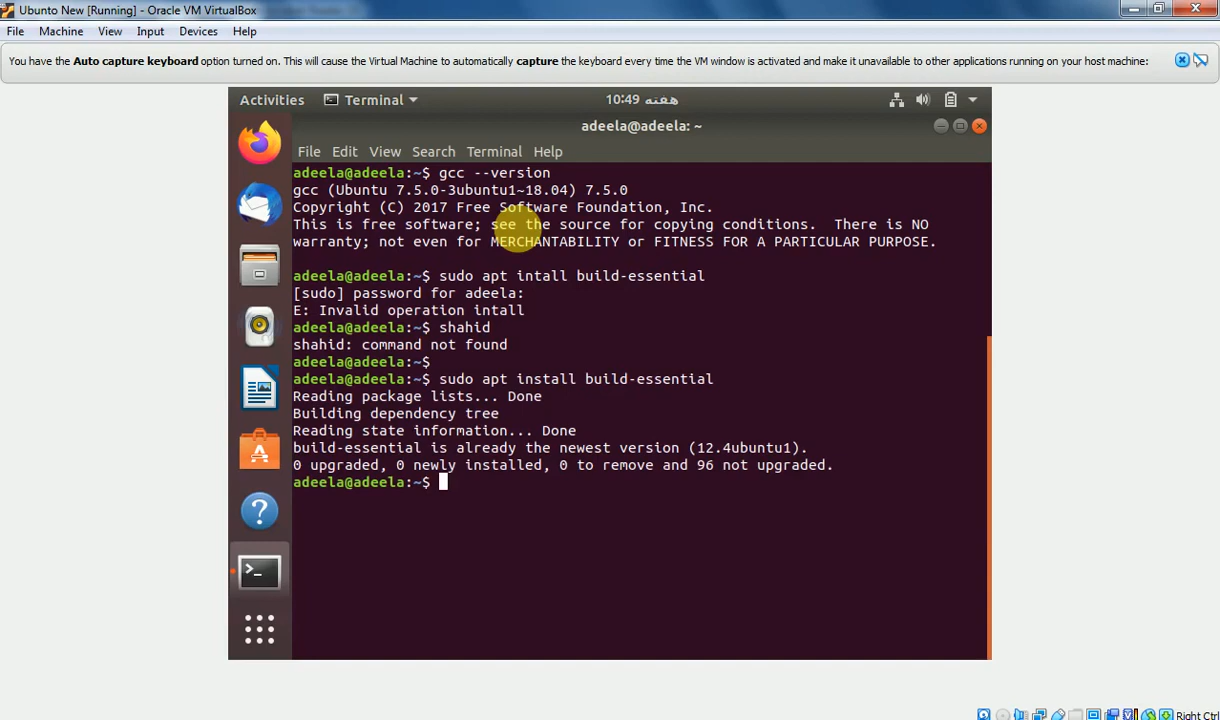 Ubunto New [Running] - Oracle VM VirtualBox
File Machine View Input Devices Help
You have the Auto capture keyboard option turned on. This will cause the Virtual Machine to automatically capture the keyboard every time the VM window is activated and make it unavailable to other applications running on your host machine:
Activities Terminal هفته 10:49
adeela@adeela: ~
File Edit View Search Terminal Help
adeela@adeela:~$ gcc --version
gcc (Ubuntu 7.5.0-3ubuntu1~18.04) 7.5.0
Copyright (C) 2017 Free Software Foundation, Inc.
This is free software; see the source for copying conditions.  There is NO
warranty; not even for MERCHANTABILITY or FITNESS FOR A PARTICULAR PURPOSE.
adeela@adeela:~$ sudo apt intall build-essential
[sudo] password for adeela:
E: Invalid operation intall
adeela@adeela:~$ shahid
shahid: command not found
adeela@adeela:~$
adeela@adeela:~$ sudo apt install build-essential
Reading package lists... Done
Building dependency tree
Reading state information... Done
build-essential is already the newest version (12.4ubuntu1).
0 upgraded, 0 newly installed, 0 to remove and 96 not upgraded.
adeela@adeela:~$
Right Ctrl